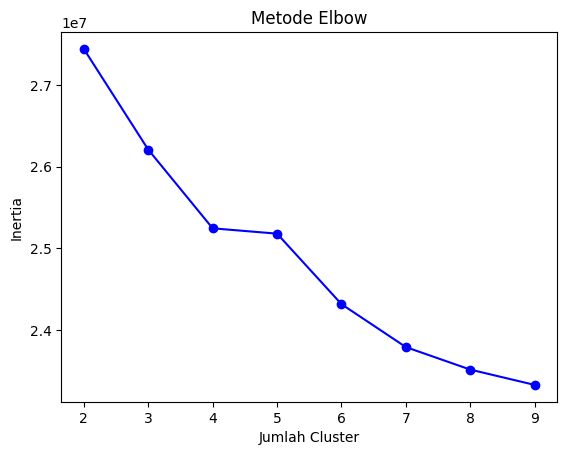 Metode Elbow
1e7
2.7
2.6
2.5
2.4
Inertia
2 3 4 5 6 7 8 9
Jumlah Cluster